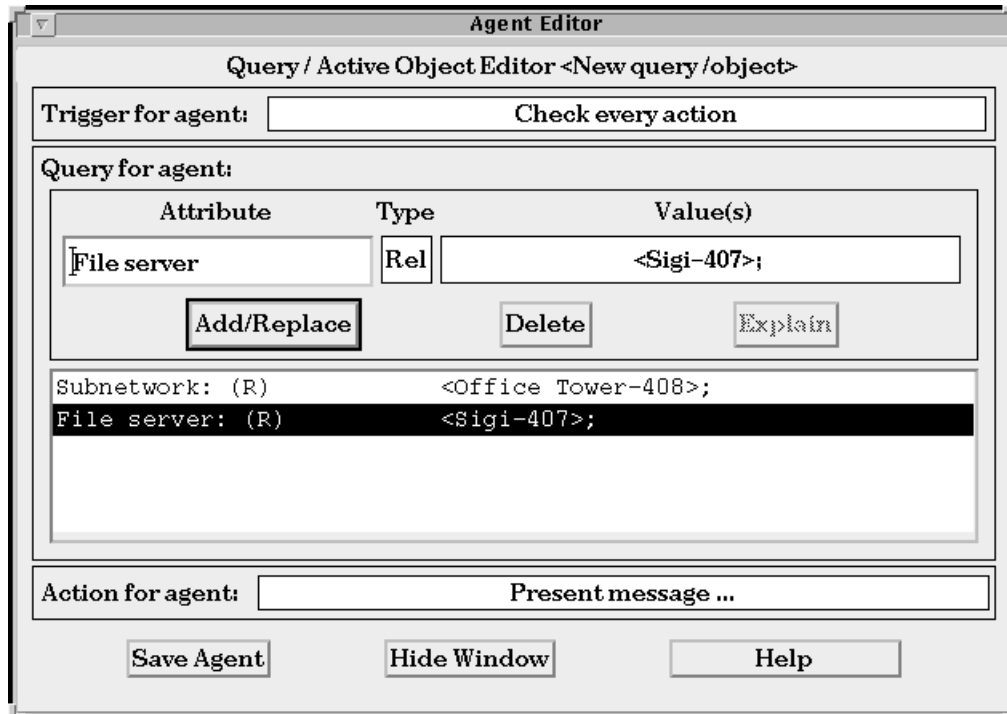 Agent Editor
Query / Active Object Editor <New query /object>
Trigger for agent: Check every action
Query for agent:
Attribute Type Value(s)
File server Rel <Sigi-407>;
Add/Replace Delete Explain
Subnetwork: (R) <Office Tower-408>;
File server: (R) <Sigi-407>;
Action for agent: Present message ...
Save Agent Hide Window Help